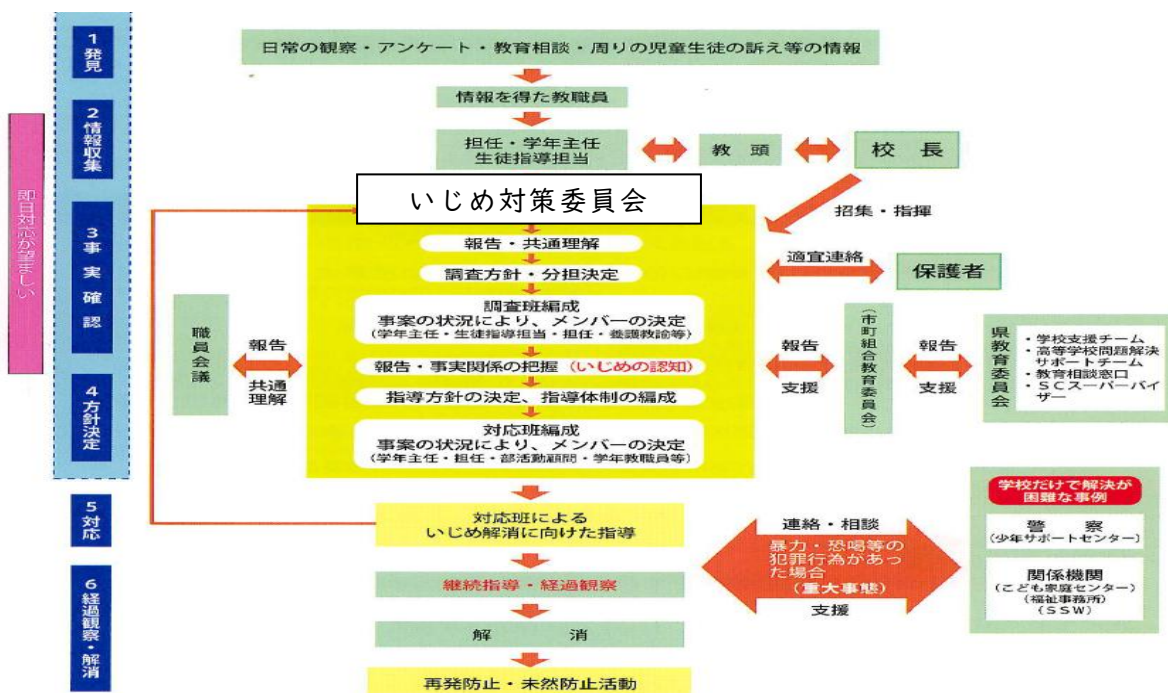 1
発見
2
情報収集
3
事実確認
4
方針決定
5
対応
6
経過観察・解消
即日対応が望ましい
日常の観察・アンケート・教育相談・周りの児童生徒の訴え等の情報
情報を得た教職員
担任・学年主任
生徒指導担当
教頭
校長
招集・指揮
いじめ対策委員会
報告・共通理解
調査方針・分担決定
調査班編成
事案の状況により、メンバーの決定
(学年主任・生徒指導担当・担任・養護教諭等)
報告・事実関係の把握(いじめの認知)
指導方針の決定、指導体制の編成
対応班編成
事案の状況により、メンバーの決定
(学年主任・担任・部活動顧問・学年教職員等)
職員会議
報告
共通
理解
適宜連絡
保護者
報告
支援
(市町組合教育委員会)
報告
支援
県教育委員会
・学校支援チーム
・高等学校問題解決
サポートチーム
・教育相談窓口
・SCスーパーバイ
ザー
対応班による
いじめ解消に向けた指導
継続指導・経過観察
解消
再発防止・未然防止活動
連絡・相談
暴力・恐喝等の
犯罪行為があっ
た場合
(重大事態)
支援
学校だけで解決が
困難な事例
警察
(少年サポートセンター)
関係機関
(こども家庭センター)
(福祉事務所)
(SSW)